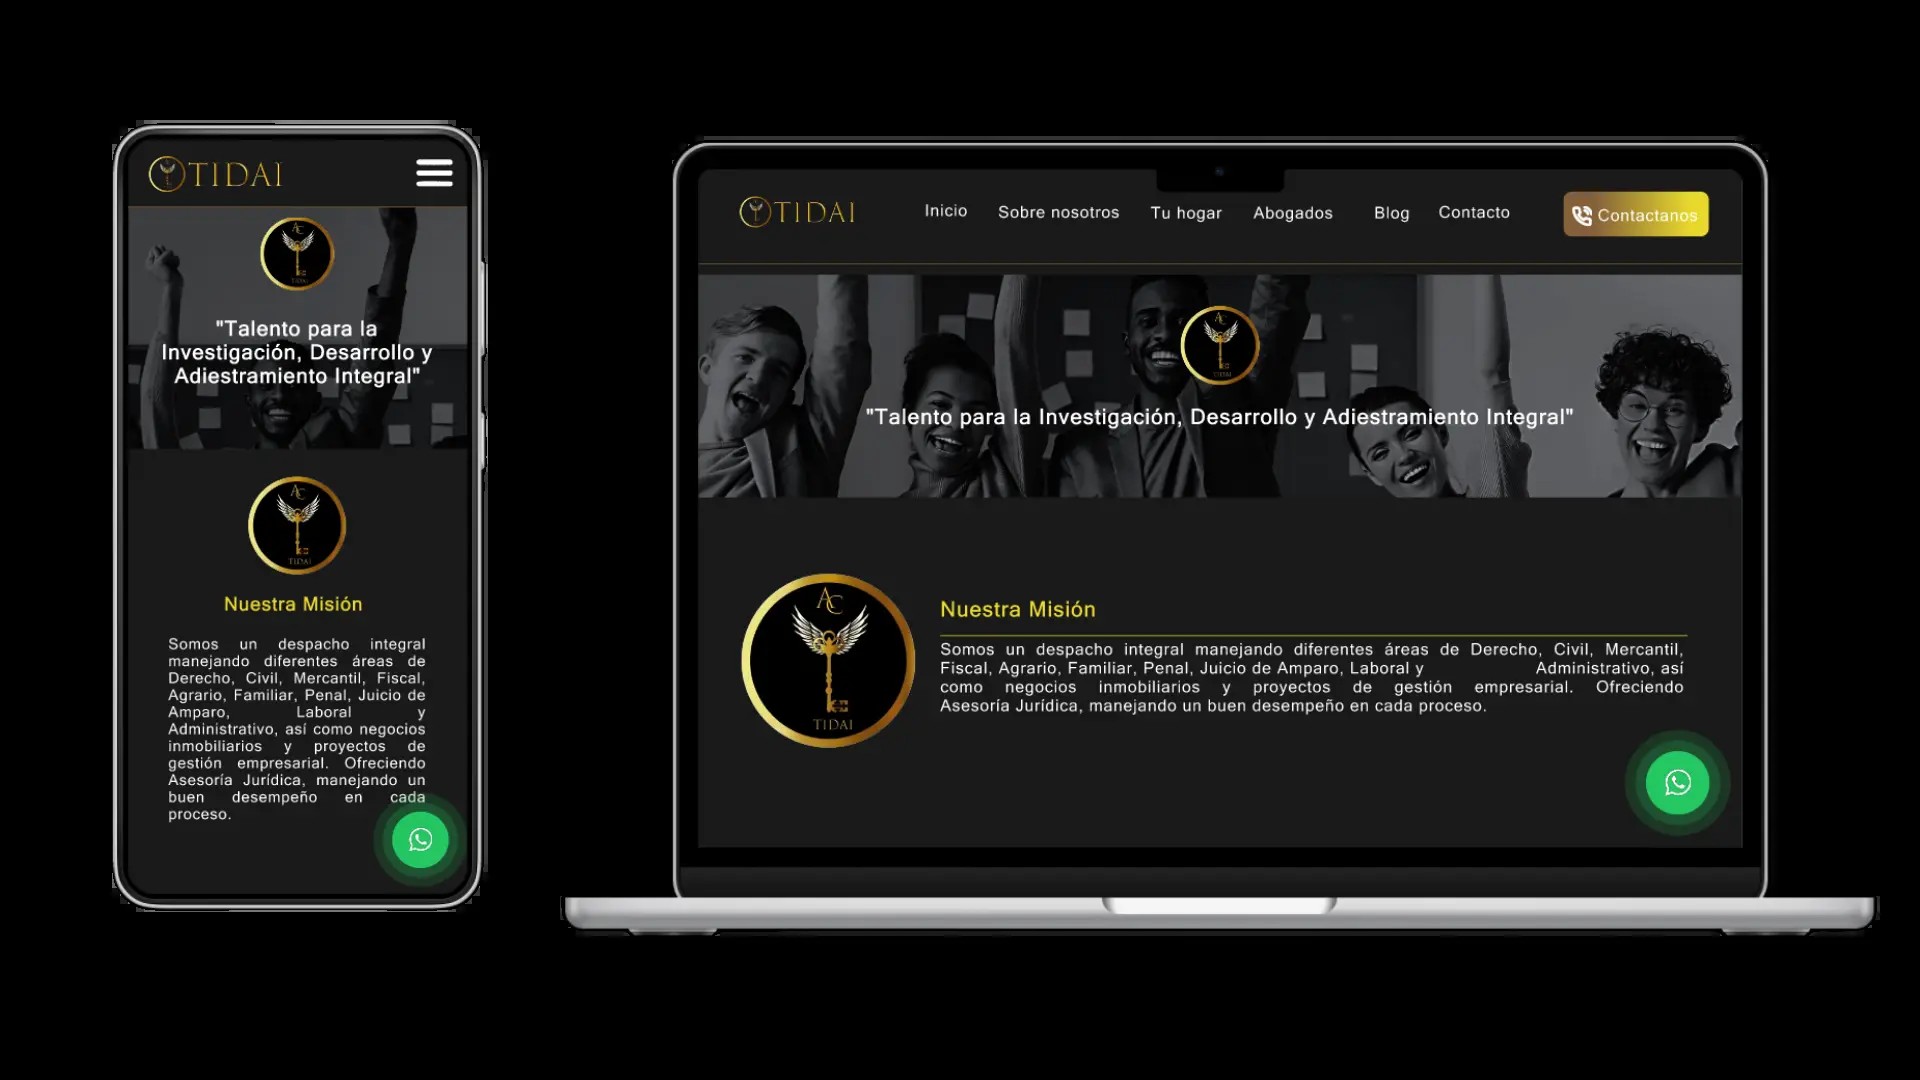 TIDAI
AC
TIDAI
"Talento para la
Investigación, Desarrollo y
Adiestramiento Integral"
AC
TIDAI
Nuestra Misión
Somos un despacho integral
manejando diferentes áreas de
Derecho, Civil, Mercantil, Fiscal,
Agrario, Familiar, Penal, Juicio de
Amparo, Laboral y
Administrativo, así como negocios
inmobiliarios y proyectos de
gestión empresarial. Ofreciendo
Asesoría Jurídica, manejando un
buen desempeño en cada
proceso.
TIDAI
Inicio
Sobre nosotros
Tu hogar
Abogados
Blog
Contacto
Contactanos
AC
TIDAI
"Talento para la Investigación, Desarrollo y Adiestramiento Integral"
AC
TIDAI
Nuestra Misión
Somos un despacho integral manejando diferentes áreas de Derecho, Civil, Mercantil,
Fiscal, Agrario, Familiar, Penal, Juicio de Amparo, Laboral y Administrativo, así
como negocios inmobiliarios y proyectos de gestión empresarial. Ofreciendo
Asesoría Jurídica, manejando un buen desempeño en cada proceso.